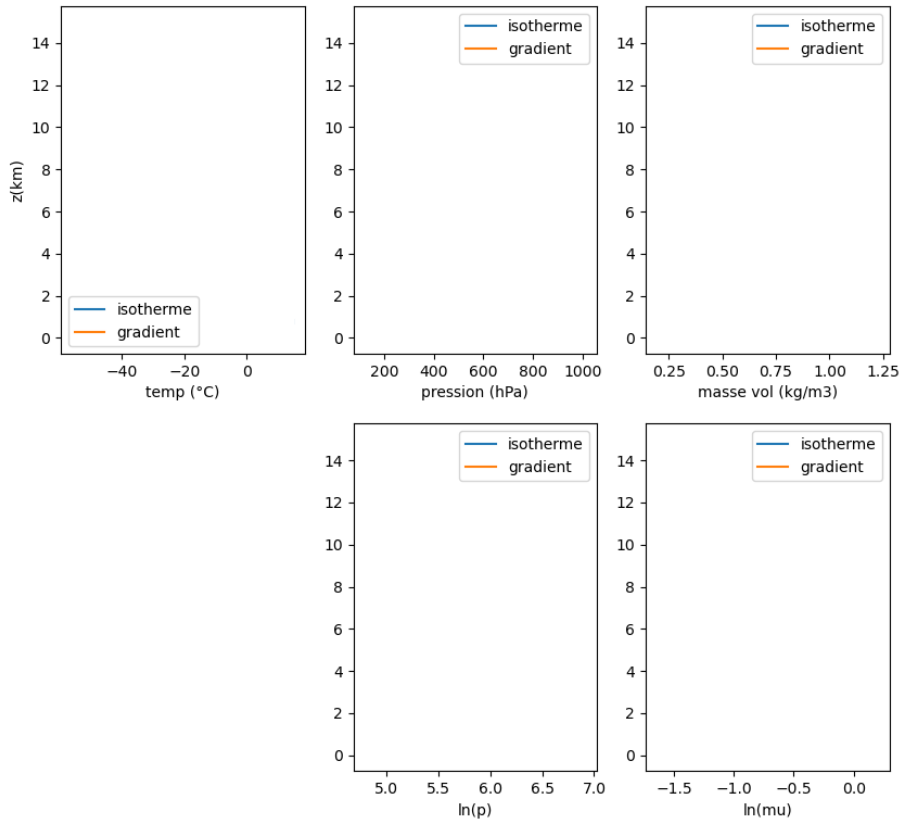 14
12
10
8
6
4
2
0
z(km)
isotherme
gradient
−40 −20 0
temp (°C)
14
12
10
8
6
4
2
0
isotherme
gradient
200 400 600 800 1000
pression (hPa)
14
12
10
8
6
4
2
0
isotherme
gradient
0.25 0.50 0.75 1.00 1.25
masse vol (kg/m3)
14
12
10
8
6
4
2
0
isotherme
gradient
5.0 5.5 6.0 6.5 7.0
ln(p)
14
12
10
8
6
4
2
0
isotherme
gradient
−1.5 −1.0 −0.5 0.0
ln(mu)